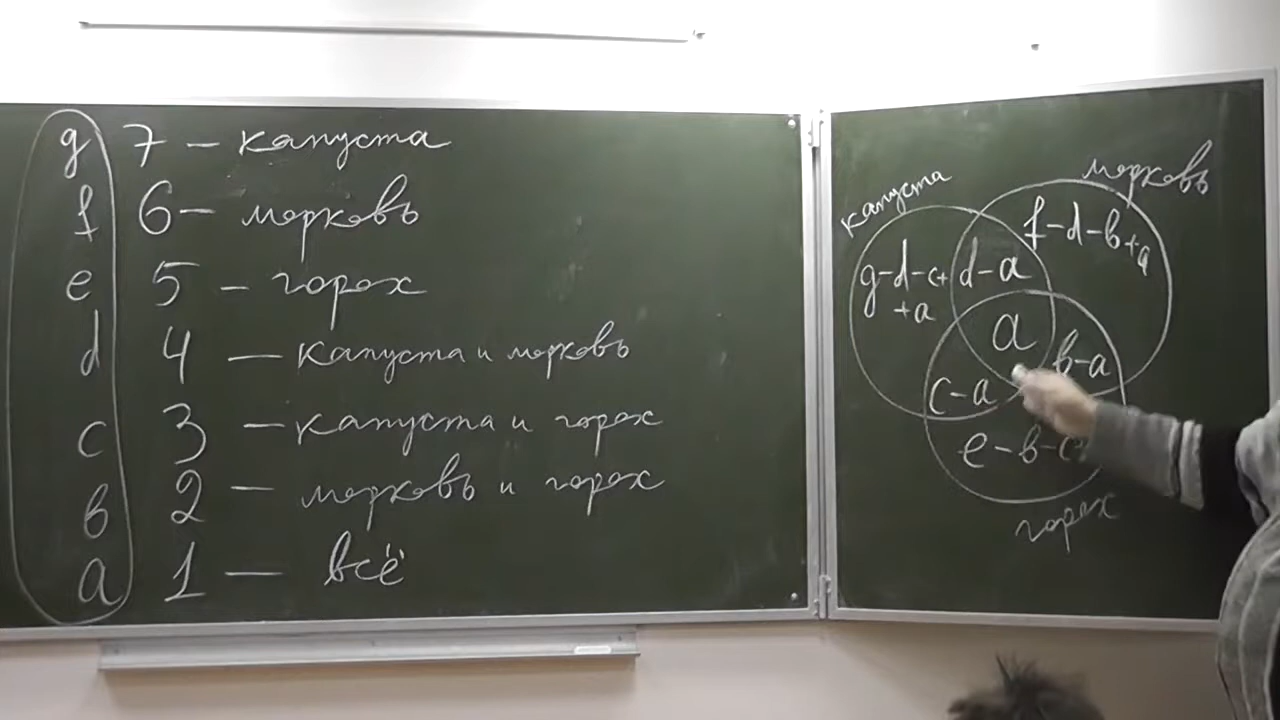 g 7 – капуста
f 6 – морковь
e 5 – горох
d 4 – капуста и морковь
c 3 – капуста и горох
b 2 – морковь и горох
a 1 – всё
капуста
морковь
g-d-c+
+a
d-a
f-d-b+a
a
c-a
b-a
e-b-c
горох